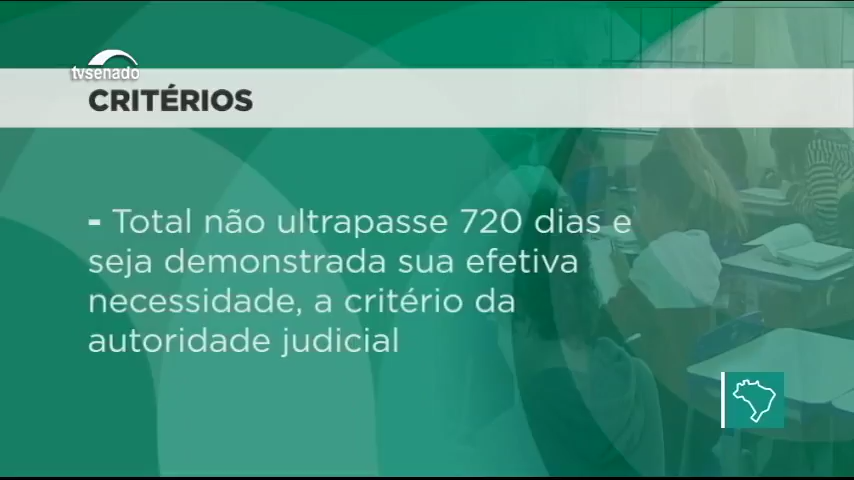 tvsenado
CRITÉRIOS
- Total não ultrapasse 720 dias e
seja demonstrada sua efetiva
necessidade, a critério da
autoridade judicial